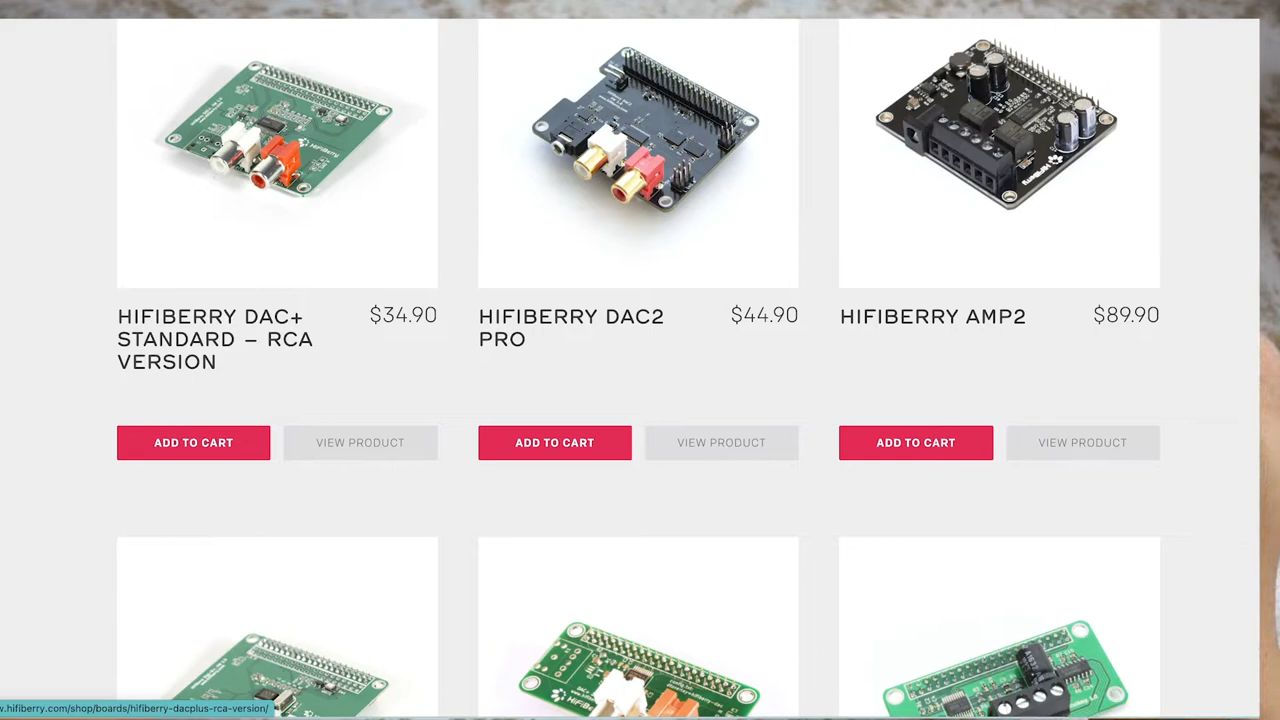 HIFIBERRY DAC+
STANDARD – RCA
VERSION
$34.90
HIFIBERRY DAC2
PRO
$44.90
HIFIBERRY AMP2
$89.90
ADD TO CART
VIEW PRODUCT
ADD TO CART
VIEW PRODUCT
ADD TO CART
VIEW PRODUCT
w.hifiberry.com/shop/boards/hifiberry-dacplus-rca-version/